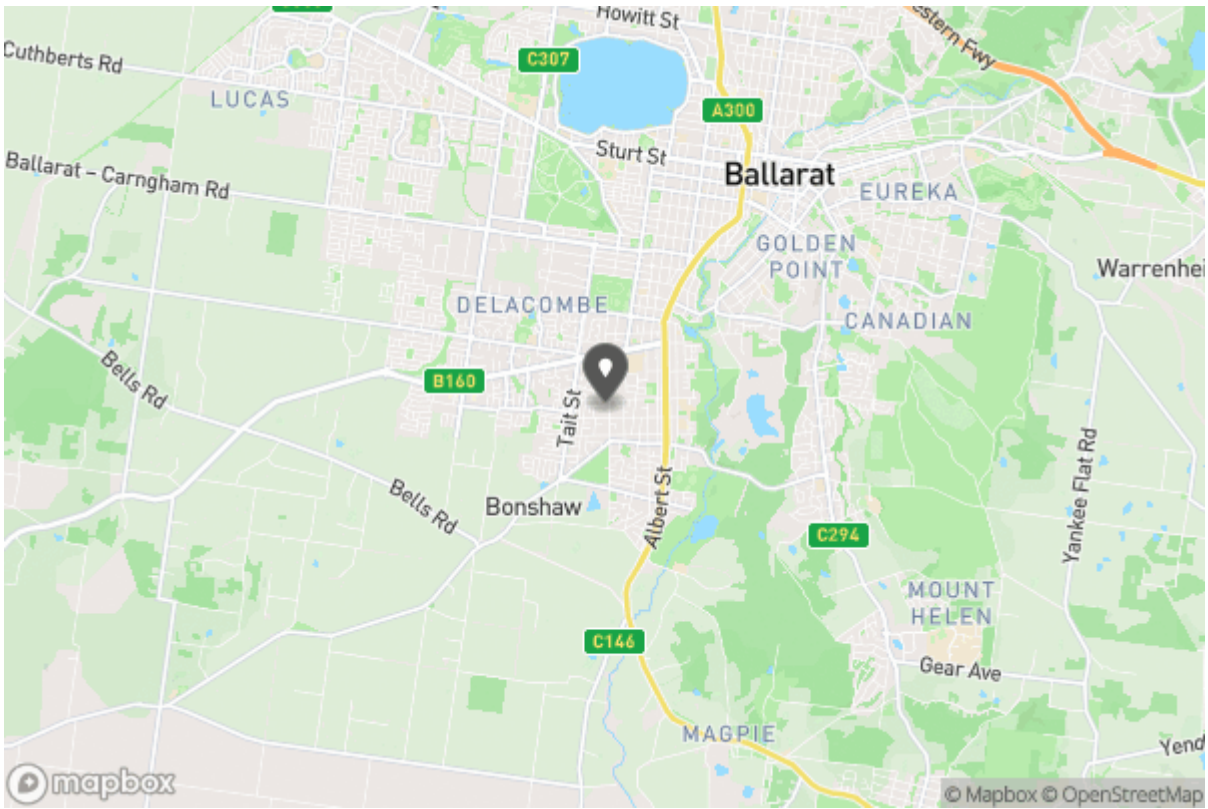 Howitt St
estern Fwy
Cuthberts Rd
C307
LUCAS
A300
Sturt St
Ballarat – Carngham Rd
Ballarat
EUREKA
GOLDEN
POINT
Warrenhei
DELACOMBE
CANADIAN
Bells Rd
B160
Tait St
Yankee Flat Rd
Bells Rd
Bonshaw
Albert St
C294
MOUNT
HELEN
C146
Gear Ave
MAGPIE
Yend
mapbox
© Mapbox © OpenStreetMap